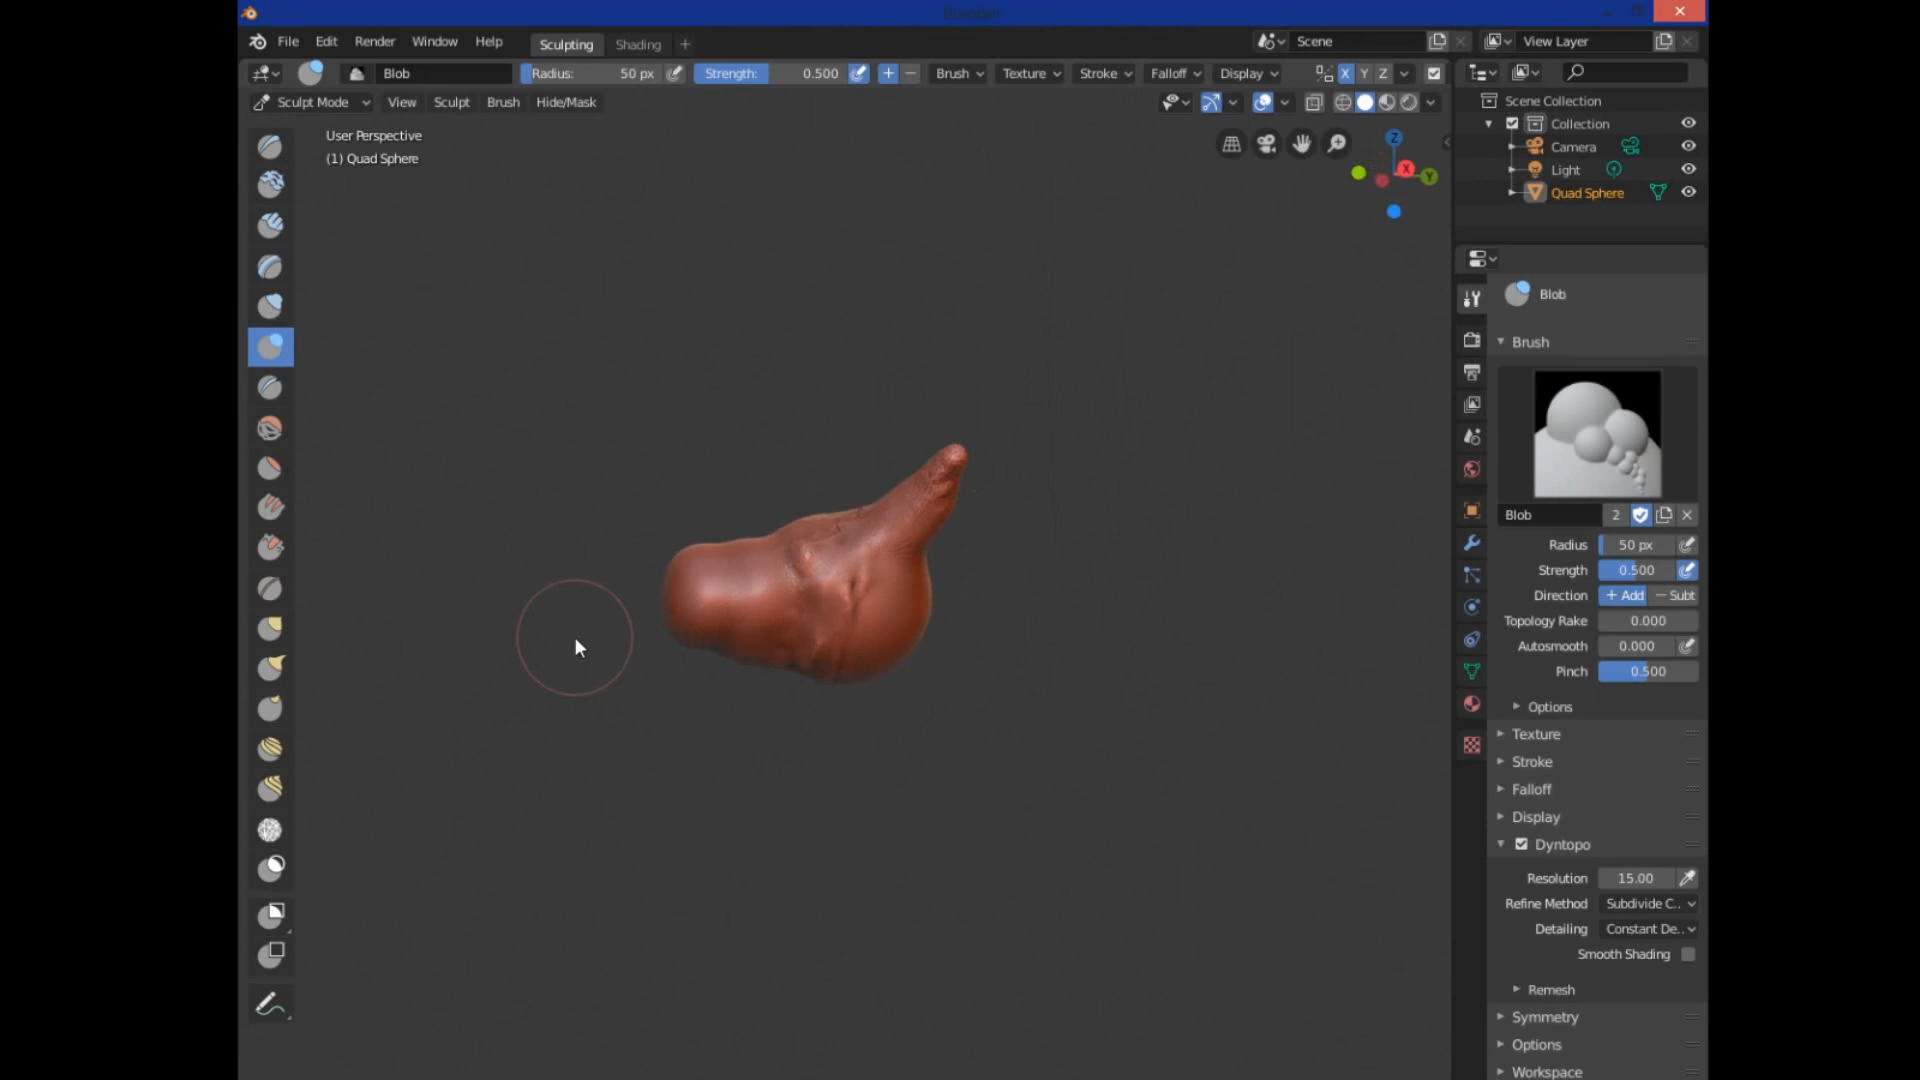 Blender
File Edit Render Window Help Sculpting Shading + Scene View Layer
Blob Radius: 50 px Strength: 0.500 Brush Texture Stroke Falloff Display X Y Z
Sculpt Mode View Sculpt Brush Hide/Mask
User Perspective
(1) Quad Sphere
Z
X
Y
Scene Collection
Collection
Camera
Light
Quad Sphere
Blob
Brush
Blob 2
Radius 50 px
Strength 0.500
Direction + Add − Subt
Topology Rake 0.000
Autosmooth 0.000
Pinch 0.500
Options
Texture
Stroke
Falloff
Display
Dyntopo
Resolution 15.00
Refine Method Subdivide C..
Detailing Constant De..
Smooth Shading
Remesh
Symmetry
Options
Workspace